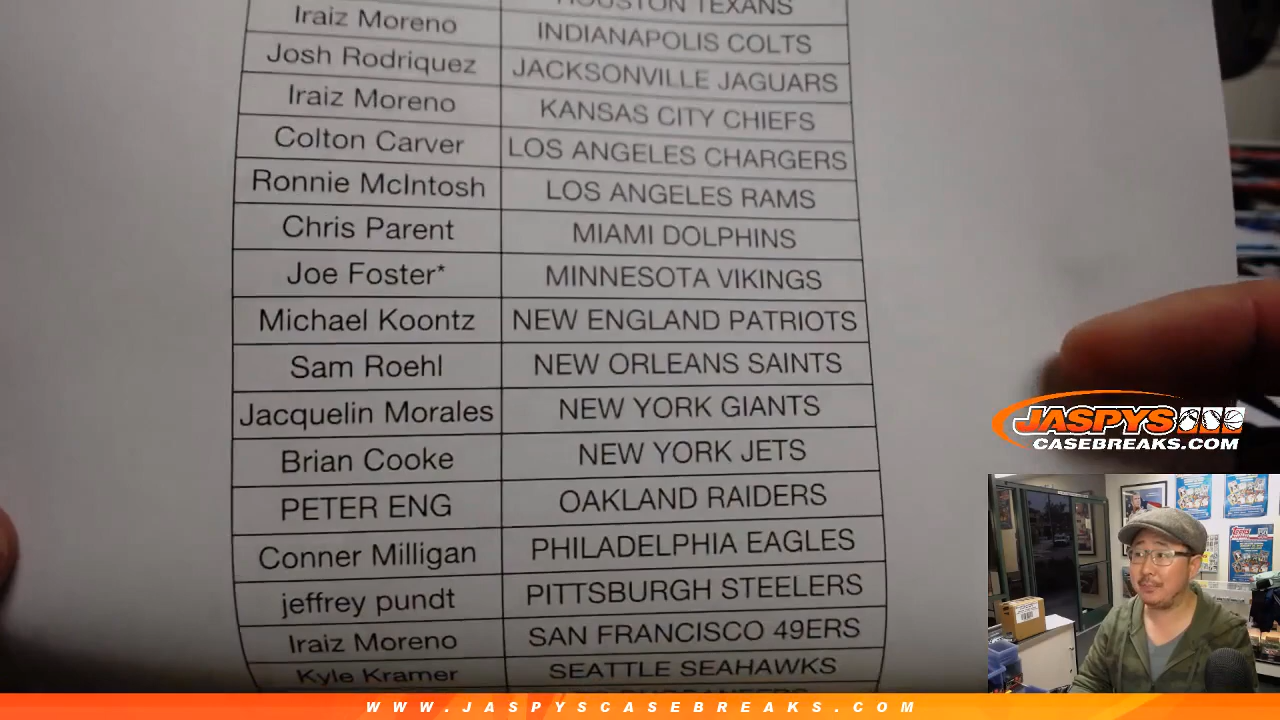 HOUSTON TEXANS
Iraiz Moreno INDIANAPOLIS COLTS
Josh Rodriquez JACKSONVILLE JAGUARS
Iraiz Moreno KANSAS CITY CHIEFS
Colton Carver LOS ANGELES CHARGERS
Ronnie McIntosh LOS ANGELES RAMS
Chris Parent MIAMI DOLPHINS
Joe Foster* MINNESOTA VIKINGS
Michael Koontz NEW ENGLAND PATRIOTS
Sam Roehl NEW ORLEANS SAINTS
Jacquelin Morales NEW YORK GIANTS
Brian Cooke NEW YORK JETS
PETER ENG OAKLAND RAIDERS
Conner Milligan PHILADELPHIA EAGLES
jeffrey pundt PITTSBURGH STEELERS
Iraiz Moreno SAN FRANCISCO 49ERS
Kyle Kramer SEATTLE SEAHAWKS
JASPYS
CASEBREAKS.COM
Topps
WWW.JASPYSCASEBREAKS.COM